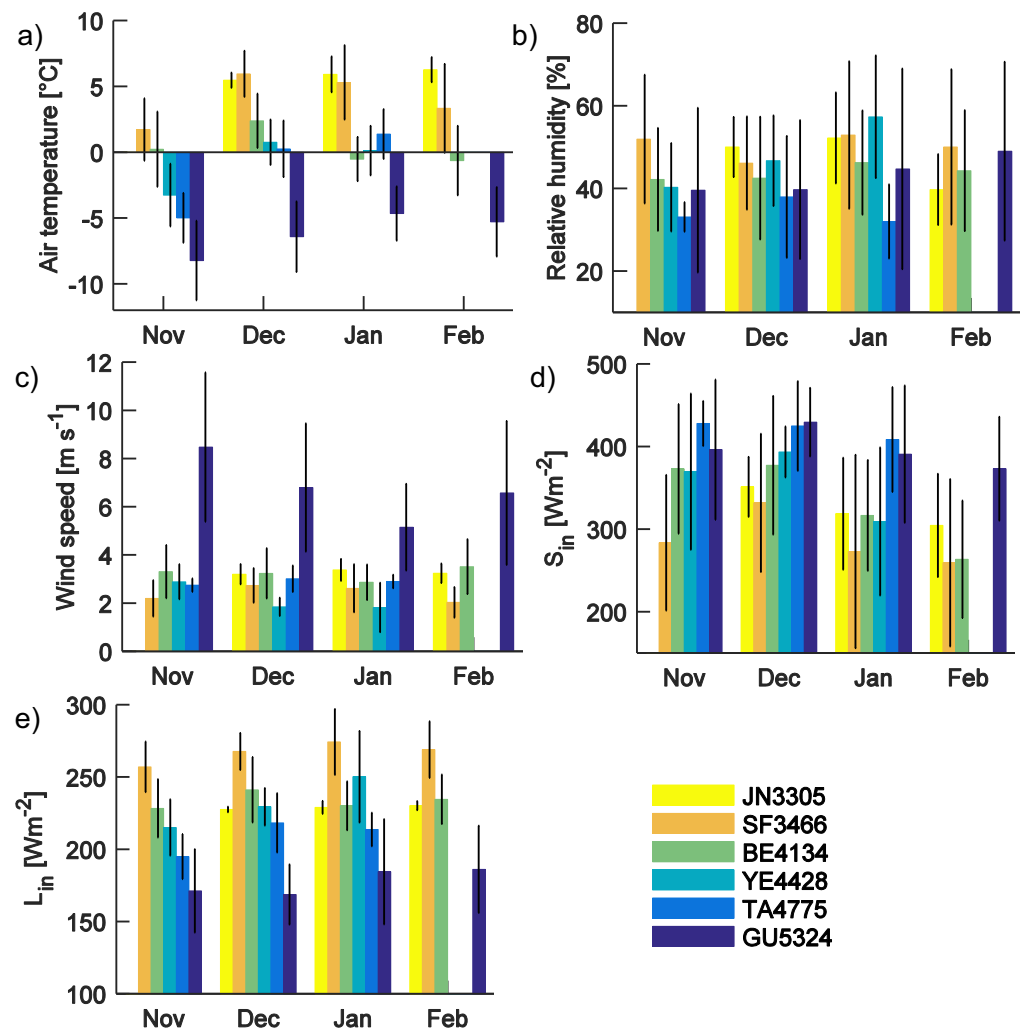 a)
Air temperature [°C]
10
5
0
-5
-10
Nov Dec Jan Feb
b)
Relative humidity [%]
80
60
40
20
Nov Dec Jan Feb
c)
Wind speed [m s-1]
12
10
8
6
4
2
0
Nov Dec Jan Feb
d)
Sin [Wm-2]
500
400
300
200
Nov Dec Jan Feb
e)
Lin [Wm-2]
300
250
200
150
100
Nov Dec Jan Feb
JN3305
SF3466
BE4134
YE4428
TA4775
GU5324